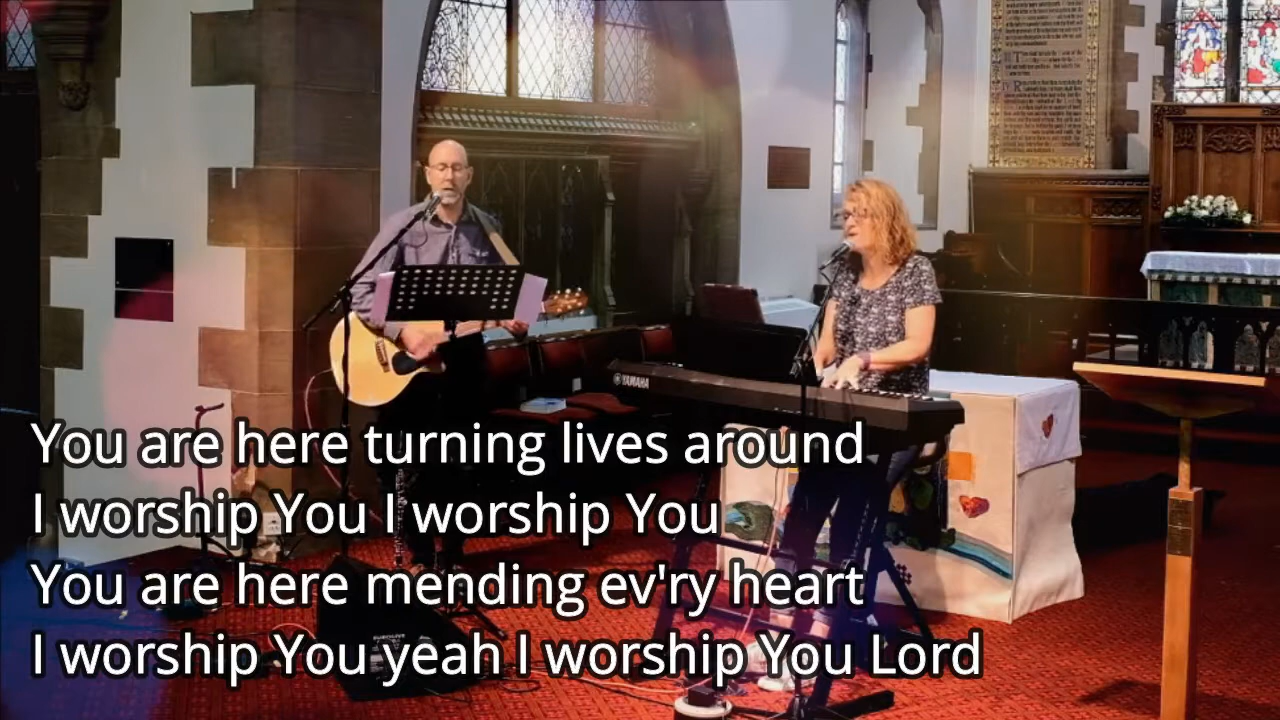 YAMAHA
You are here turning lives around
I worship You I worship You
You are here mending ev'ry heart
I worship You yeah I worship You Lord